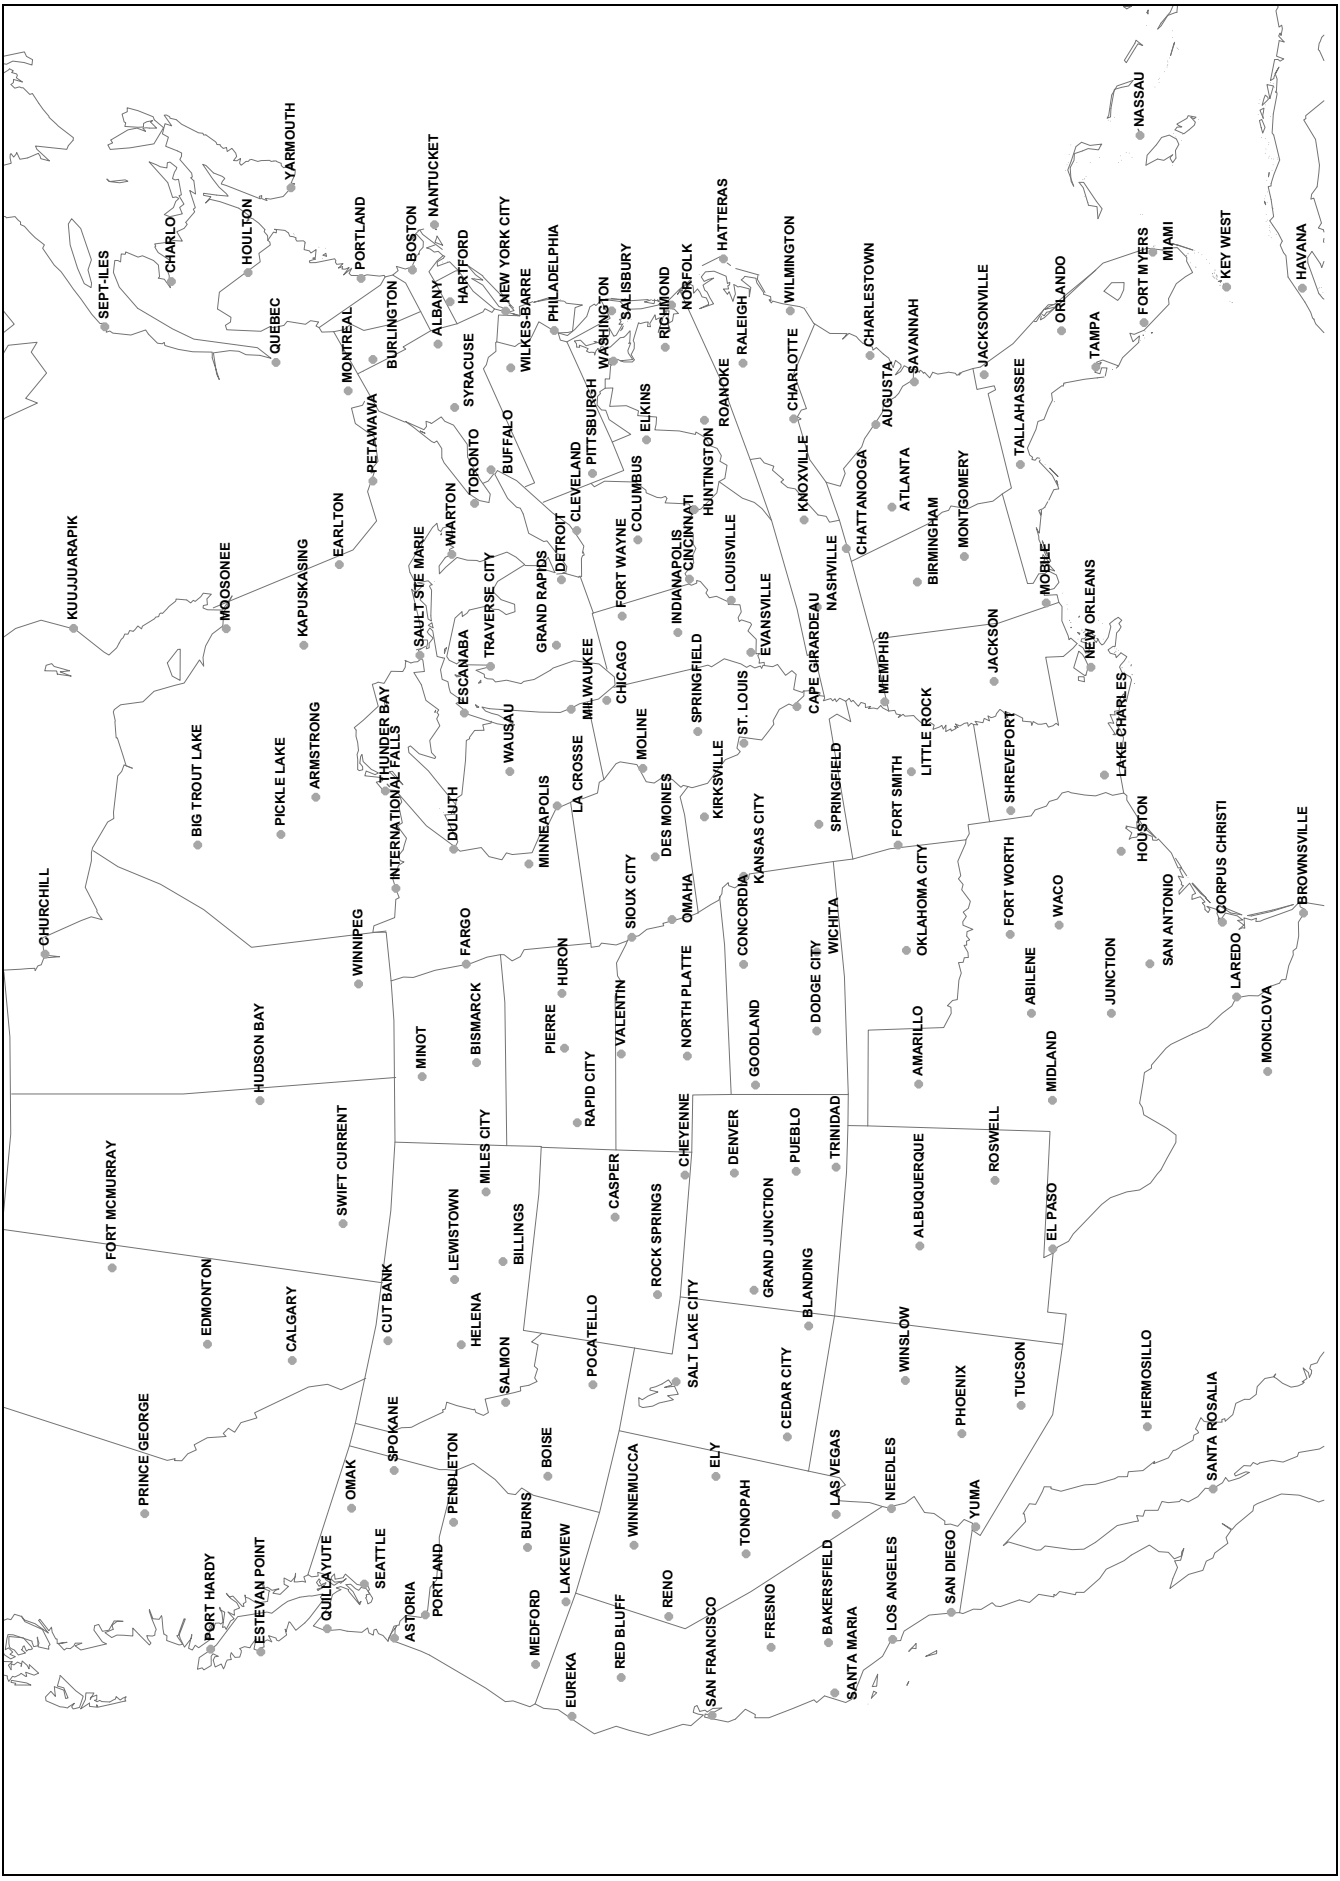 CHURCHILL
KUUJUARAPIK
SEPT-ILES
FORT MCMURRAY
PRINCE GEORGE
CHARLO
BIG TROUT LAKE
MOOSONEE
EDMONTON
PORT HARDY
HOULTON
HUDSON BAY
ESTEVAN POINT
QUEBEC
PICKLE LAKE
YARMOUTH
CALGARY
KAPUSKASING
ARMSTRONG
QUILLAYUTE
EARLTON
SWIFT CURRENT
MONTREAL
OMAK
WINNIPEG
PORTLAND
PETAWAWA
SEATTLE
BURLINGTON
THUNDER BAY
CUT BANK
SPOKANE
INTERNATIONAL FALLS
ASTORIA
BOSTON
SAULT STE MARIE
MINOT
NANTUCKET
ALBANY
PORTLAND
WIARTON
DULUTH
PENDLETON
LEWISTOWN
HARTFORD
SYRACUSE
ESCANABA
FARGO
HELENA
TORONTO
BISMARCK
MILES CITY
TRAVERSE CITY
BUFFALO
NEW YORK CITY
SALMON
WAUSAU
BILLINGS
WILKES-BARRE
BURNS
MINNEAPOLIS
MEDFORD
BOISE
GRAND RAPIDS
PHILADELPHIA
PIERRE
HURON
DETROIT
LAKEVIEW
EUREKA
CLEVELAND
LA CROSSE
MILWAUKEE
RAPID CITY
PITTSBURGH
POCATELLO
WASHINGTON
CHICAGO
CASPER
SALISBURY
FORT WAYNE
VALENTIN
RED BLUFF
SIOUX CITY
WINNEMUCCA
COLUMBUS
MOLINE
ELKINS
ROCK SPRINGS
RICHMOND
DES MOINES
RENO
INDIANAPOLIS
CINCINNATI
NORFOLK
OMAHA
NORTH PLATTE
CHEYENNE
SALT LAKE CITY
SPRINGFIELD
HUNTINGTON
KIRKSVILLE
SAN FRANCISCO
ELY
HATTERAS
ROANOKE
LOUISVILLE
DENVER
RALEIGH
ST. LOUIS
CONCORDIA
TONOPAH
KANSAS CITY
GOODLAND
EVANSVILLE
GRAND JUNCTION
FRESNO
CEDAR CITY
WILMINGTON
CHARLOTTE
PUEBLO
KNOXVILLE
BLANDING
CAPE GIRARDEAU
DODGE CITY
NASHVILLE
BAKERSFIELD
WICHITA
SPRINGFIELD
TRINIDAD
LAS VEGAS
SANTA MARIA
CHATTANOOGA
CHARLESTOWN
MEMPHIS
AUGUSTA
NEEDLES
LOS ANGELES
FORT SMITH
ATLANTA
WINSLOW
SAVANNAH
LITTLE ROCK
OKLAHOMA CITY
AMARILLO
ALBUQUERQUE
BIRMINGHAM
SAN DIEGO
PHOENIX
MONTGOMERY
YUMA
JACKSONVILLE
JACKSON
ROSWELL
SHREVEPORT
FORT WORTH
TALLAHASSEE
TUCSON
ABILENE
MOBILE
MIDLAND
EL PASO
WACO
ORLANDO
NEW ORLEANS
TAMPA
JUNCTION
LAKE CHARLES
HOUSTON
NASSAU
FORT MYERS
HERMOSILLO
MIAMI
SAN ANTONIO
SANTA ROSALIA
CORPUS CHRISTI
KEY WEST
LAREDO
MONCLOVA
HAVANA
BROWNSVILLE